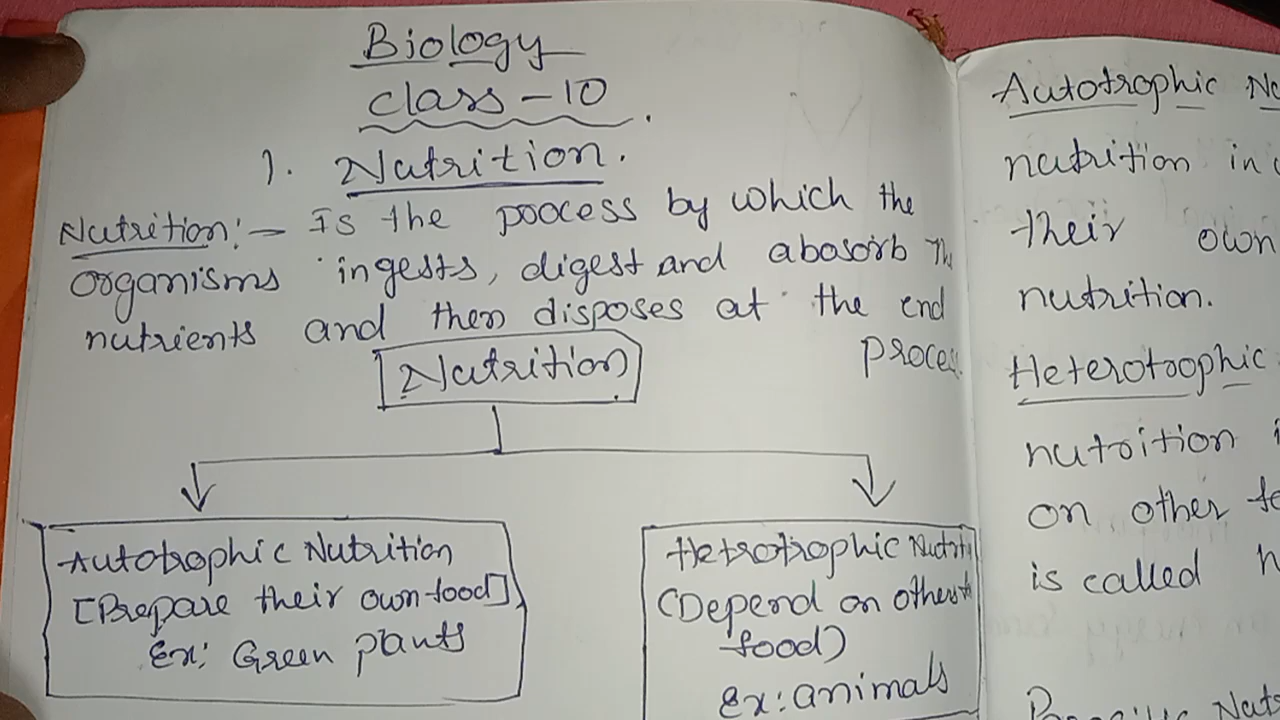 Biology
class - 10
1. Nutrition.
Nutrition:- Is the process by which the
organisms ingests, digest and abosorb The
nutrients and then disposes at the end
process.
Nutrition
Autotrophic Nutrition
[Prepare their own food]
Ex: Green plants
Hetrotrophic
(Depend on others
food)
Ex: animals
Autotrophic
nutrition in
their own
nutrition.
Heterotrophic
nutrition
on other
is called